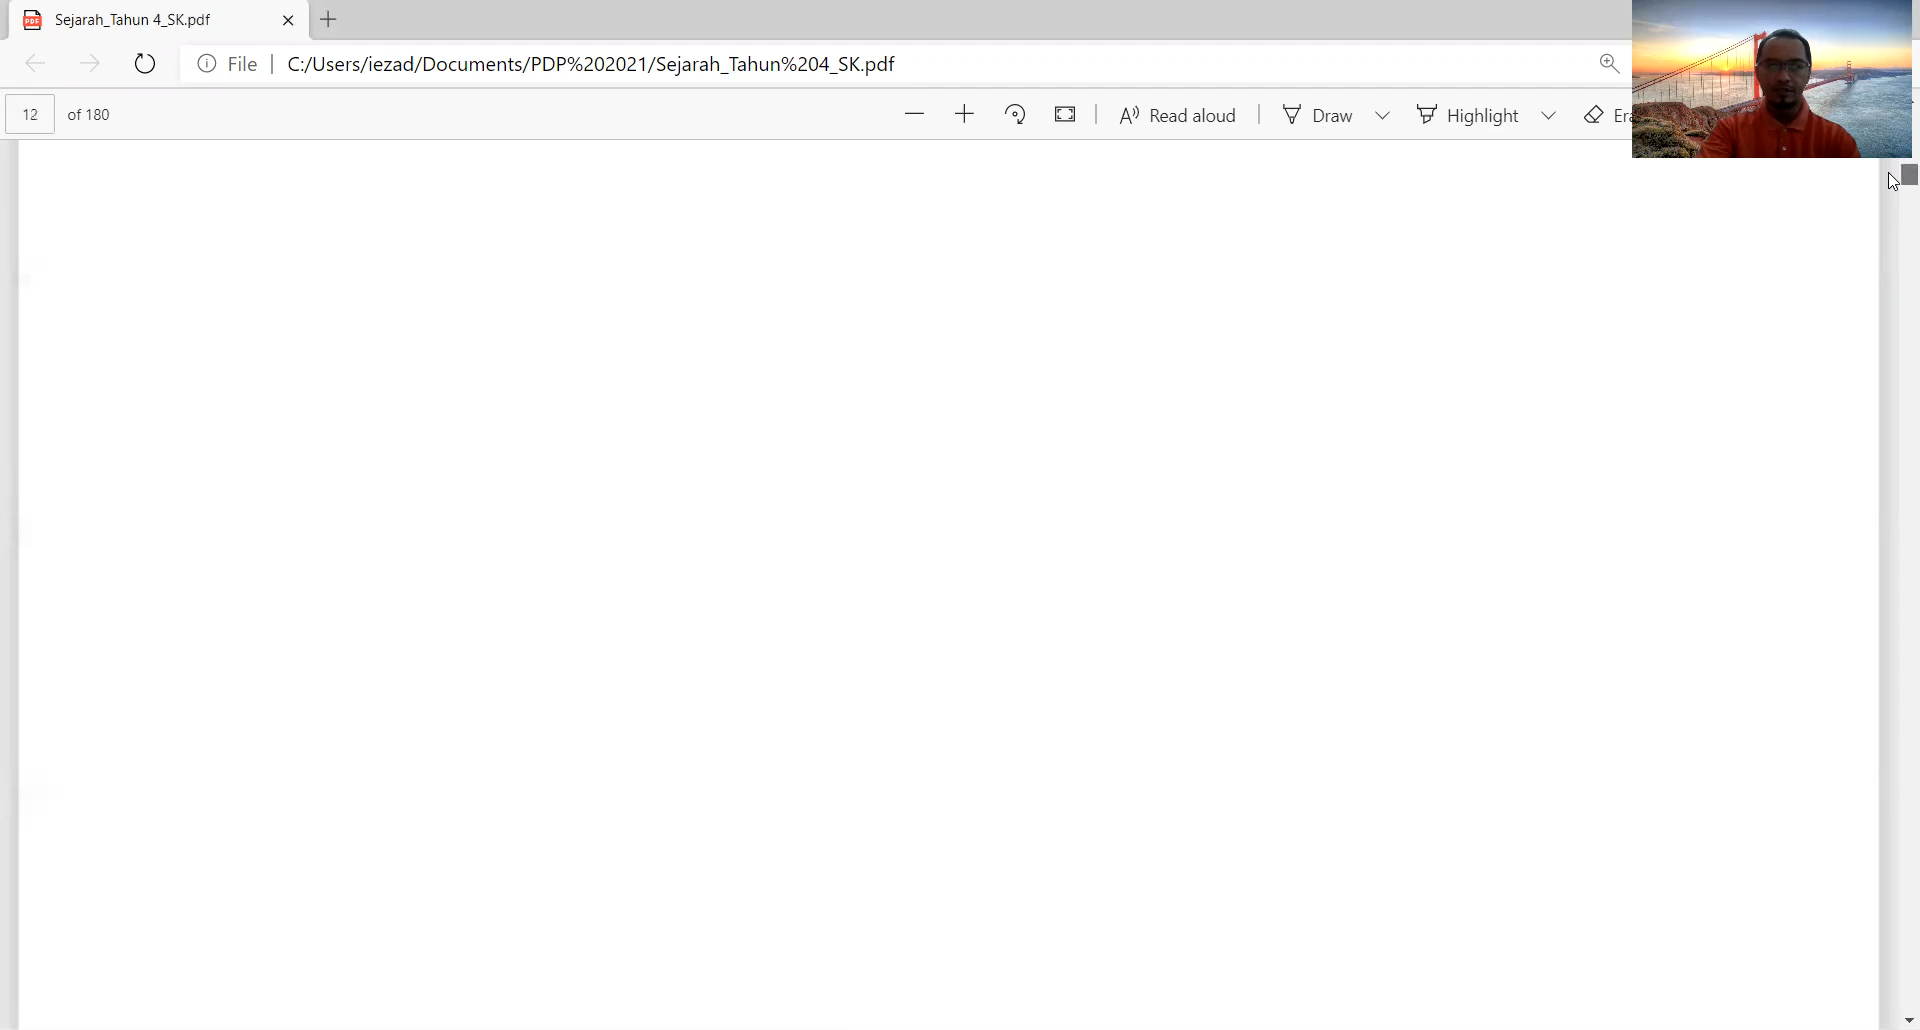 Sejarah_Tahun 4_SK.pdf
File | C:/Users/iezad/Documents/PDP%202021/Sejarah_Tahun%204_SK.pdf
12 of 180 Read aloud Draw Highlight